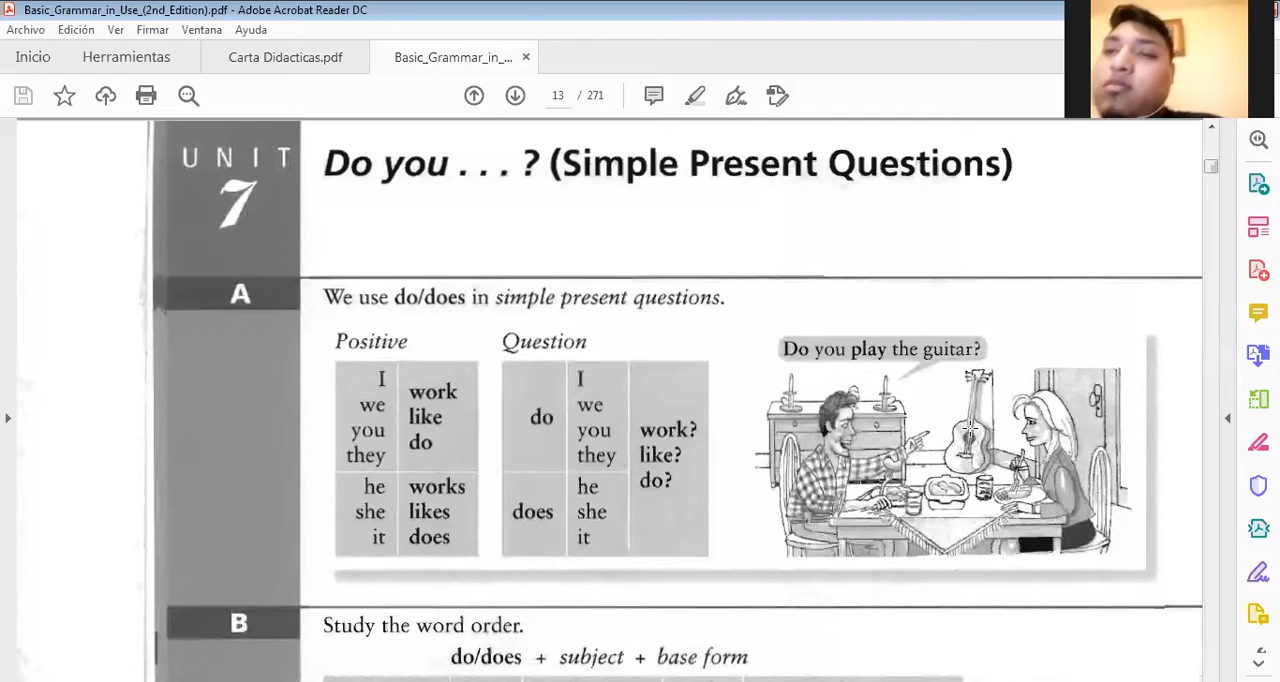 Basic_Grammar_in_Use_(2nd_Edition).pdf - Adobe Acrobat Reader DC
Archivo Edición Ver Firmar Ventana Ayuda
Inicio Herramientas Carta Didacticas.pdf Basic_Grammar_in_... ×
13 / 271
UNIT
7
Do you . . . ? (Simple Present Questions)
A
We use do/does in simple present questions.
Positive Question
Do you play the guitar?
I
we
you
they
work
like
do
he
she
it
works
likes
does
do
I
we
you
they
does
he
she
it
work?
like?
do?
B
Study the word order.
do/does + subject + base form